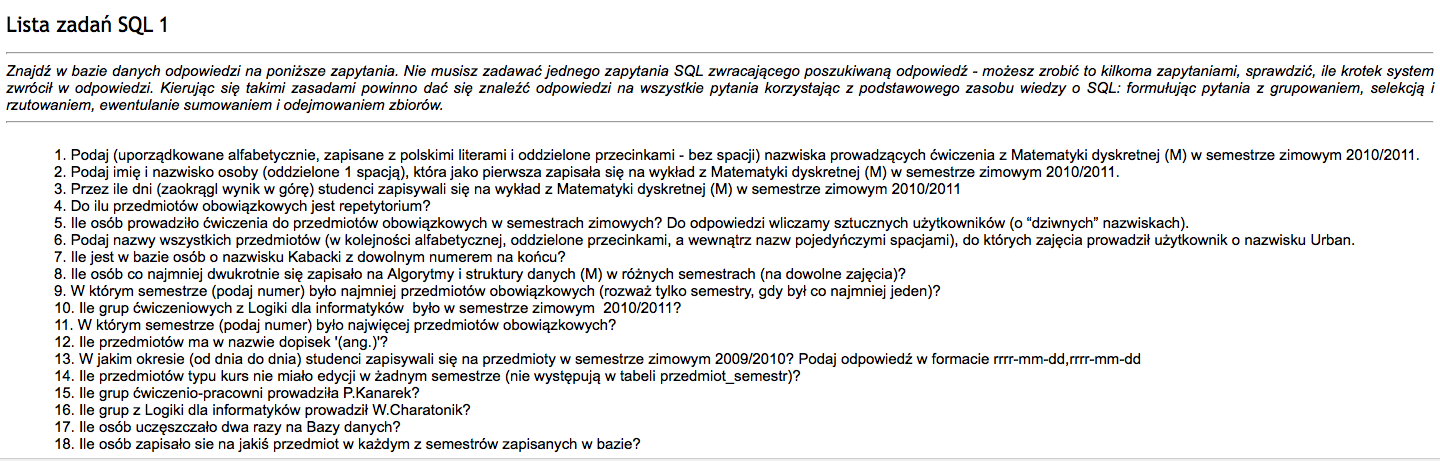 Lista zadań SQL 1
Znajdź w bazie danych odpowiedzi na poniższe zapytania. Nie musisz zadawać jednego zapytania SQL zwracającego poszukiwaną odpowiedź - możesz zrobić to kilkoma zapytaniami, sprawdzić, ile krotek system
zwrócił w odpowiedzi. Kierując się takimi zasadami powinno dać się znaleźć odpowiedzi na wszystkie pytania korzystając z podstawowego zasobu wiedzy o SQL: formułując pytania z grupowaniem, selekcją i
rzutowaniem, ewentulanie sumowaniem i odejmowaniem zbiorów.
1. Podaj (uporządkowane alfabetycznie, zapisane z polskimi literami i oddzielone przecinkami - bez spacji) nazwiska prowadzących ćwiczenia z Matematyki dyskretnej (M) w semestrze zimowym 2010/2011.
2. Podaj imię i nazwisko osoby (oddzielone 1 spacją), która jako pierwsza zapisała się na wykład z Matematyki dyskretnej (M) w semestrze zimowym 2010/2011.
3. Przez ile dni (zaokrągl wynik w górę) studenci zapisywali się na wykład z Matematyki dyskretnej (M) w semestrze zimowym 2010/2011
4. Do ilu przedmiotów obowiązkowych jest repetytorium?
5. Ile osób prowadziło ćwiczenia do przedmiotów obowiązkowych w semestrach zimowych? Do odpowiedzi wliczamy sztucznych użytkowników (o “dziwnych” nazwiskach).
6. Podaj nazwy wszystkich przedmiotów (w kolejności alfabetycznej, oddzielone przecinkami, a wewnątrz nazw pojedyńczymi spacjami), do których zajęcia prowadził użytkownik o nazwisku Urban.
7. Ile jest w bazie osób o nazwisku Kabacki z dowolnym numerem na końcu?
8. Ile osób co najmniej dwukrotnie się zapisało na Algorytmy i struktury danych (M) w różnych semestrach (na dowolne zajęcia)?
9. W którym semestrze (podaj numer) było najmniej przedmiotów obowiązkowych (rozważ tylko semestry, gdy był co najmniej jeden)?
10. Ile grup ćwiczeniowych z Logiki dla informatyków było w semestrze zimowym 2010/2011?
11. W którym semestrze (podaj numer) było najwięcej przedmiotów obowiązkowych?
12. Ile przedmiotów ma w nazwie dopisek '(ang.)'?
13. W jakim okresie (od dnia do dnia) studenci zapisywali się na przedmioty w semestrze zimowym 2009/2010? Podaj odpowiedź w formacie rrrr-mm-dd,rrrr-mm-dd
14. Ile przedmiotów typu kurs nie miało edycji w żadnym semestrze (nie występują w tabeli przedmiot_semestr)?
15. Ile grup ćwiczenio-pracowni prowadziła P.Kanarek?
16. Ile grup z Logiki dla informatyków prowadził W.Charatonik?
17. Ile osób uczęszczało dwa razy na Bazy danych?
18. Ile osób zapisało sie na jakiś przedmiot w każdym z semestrów zapisanych w bazie?